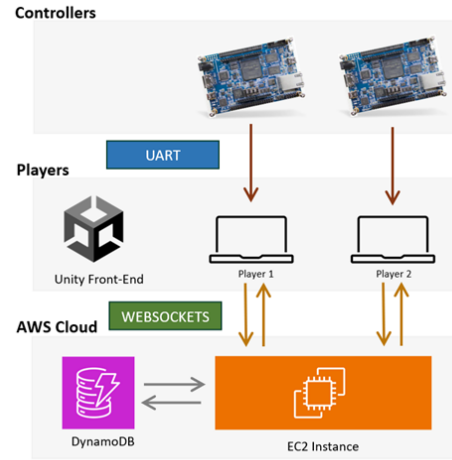 Controllers
UART
Players
Unity Front-End
Player 1
Player 2
WEBSOCKETS
AWS Cloud
DynamoDB
EC2 Instance